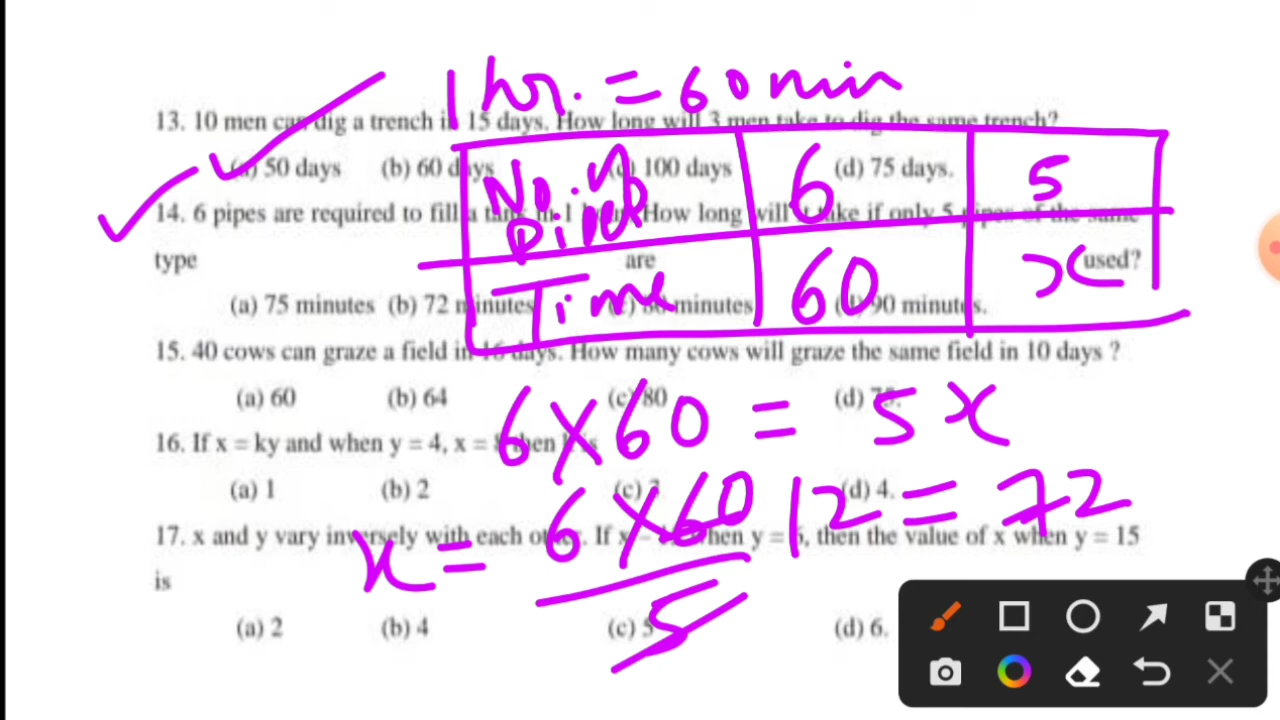 1 hr. = 60 min
13. 10 men can dig a trench in 15 days. How long will 3 men take to dig the same trench?
50 days (b) 60 days 100 days (d) 75 days.
No. of Pipes 6 5
14. 6 pipes are required to fill a tank in 1 How long will it take if only 5 pipes of the same
type are used?
Time 60 x
(a) 75 minutes (b) 72 minutes minutes 90 minutes.
15. 40 cows can graze a field in 16 days. How many cows will graze the same field in 10 days ?
(a) 60 (b) 64 (c) 80 (d)
6 × 60 = 5x
16. If x = ky and when y = 4, x = then
(a) 1 (b) 2 (c) (d) 4.
x = 6 × 60 12 = 72
5
17. x and y vary inversely with each other. If when y = then the value of x when y = 15
is
(a) 2 (b) 4 (c) 5 (d) 6.